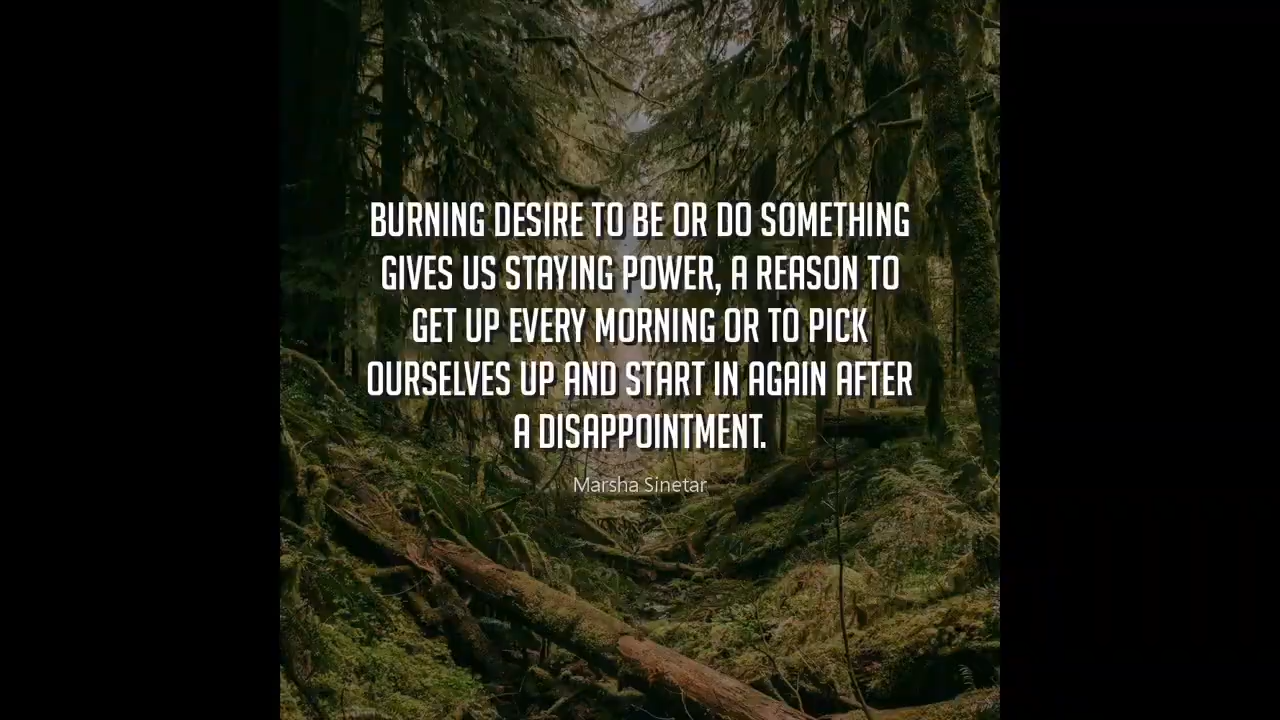 BURNING DESIRE TO BE OR DO SOMETHING
GIVES US STAYING POWER, A REASON TO
GET UP EVERY MORNING OR TO PICK
OURSELVES UP AND START IN AGAIN AFTER
A DISAPPOINTMENT.
Marsha Sinetar